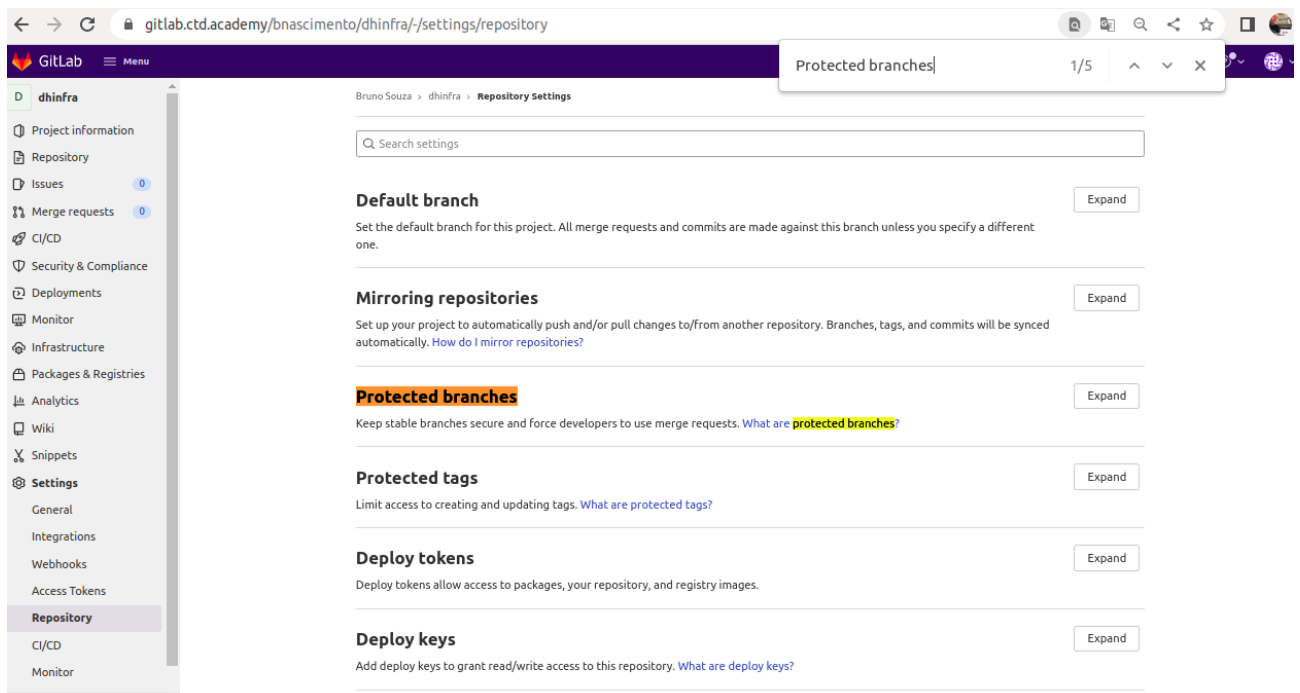 gitlab.ctd.academy/bnascimento/dhinfra/-/settings/repository
GitLab Menu
Protected branches 1/5
D dhinfra
Project information
Repository
Issues 0
Merge requests 0
CI/CD
Security & Compliance
Deployments
Monitor
Infrastructure
Packages & Registries
Analytics
Wiki
Snippets
Settings
General
Integrations
Webhooks
Access Tokens
Repository
CI/CD
Monitor
Bruno Souza › dhinfra › Repository Settings
Search settings
Default branch
Expand
Set the default branch for this project. All merge requests and commits are made against this branch unless you specify a different
one.
Mirroring repositories
Expand
Set up your project to automatically push and/or pull changes to/from another repository. Branches, tags, and commits will be synced
automatically. How do I mirror repositories?
Protected branches
Expand
Keep stable branches secure and force developers to use merge requests. What are protected branches?
Protected tags
Expand
Limit access to creating and updating tags. What are protected tags?
Deploy tokens
Expand
Deploy tokens allow access to packages, your repository, and registry images.
Deploy keys
Expand
Add deploy keys to grant read/write access to this repository. What are deploy keys?